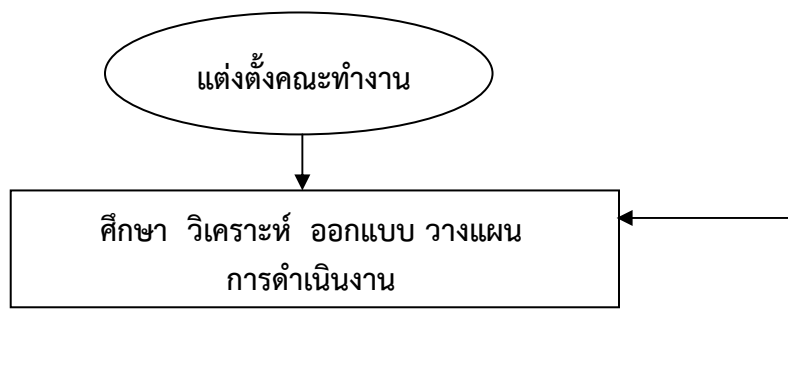 แต่งตั้งคณะทำงาน
ศึกษา วิเคราะห์ ออกแบบ วางแผน
การดำเนินงาน